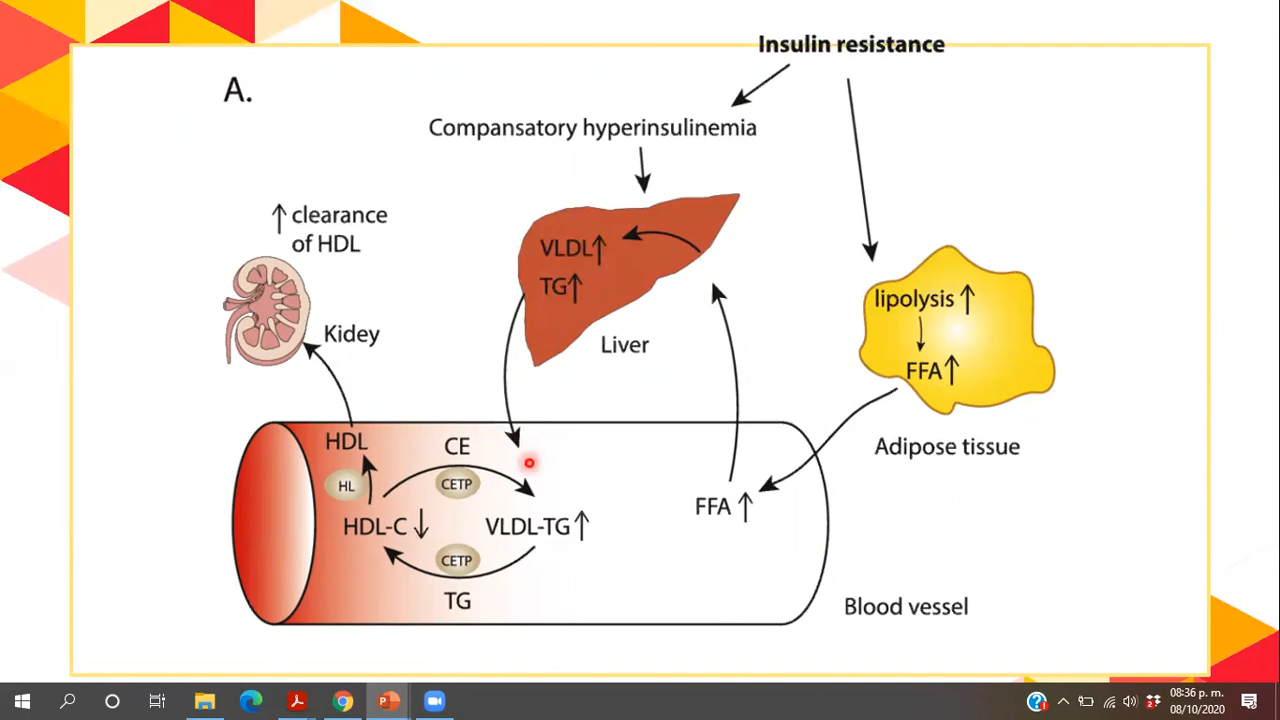 Insulin resistance
A.
Compansatory hyperinsulinemia
↑ clearance
of HDL
VLDL↑
TG↑
lipolysis ↑
FFA↑
Kidey
Liver
Adipose tissue
HDL
CE
HL
CETP
FFA ↑
HDL-C ↓
VLDL-TG ↑
CETP
TG
Blood vessel
08:36 p. m.
08/10/2020